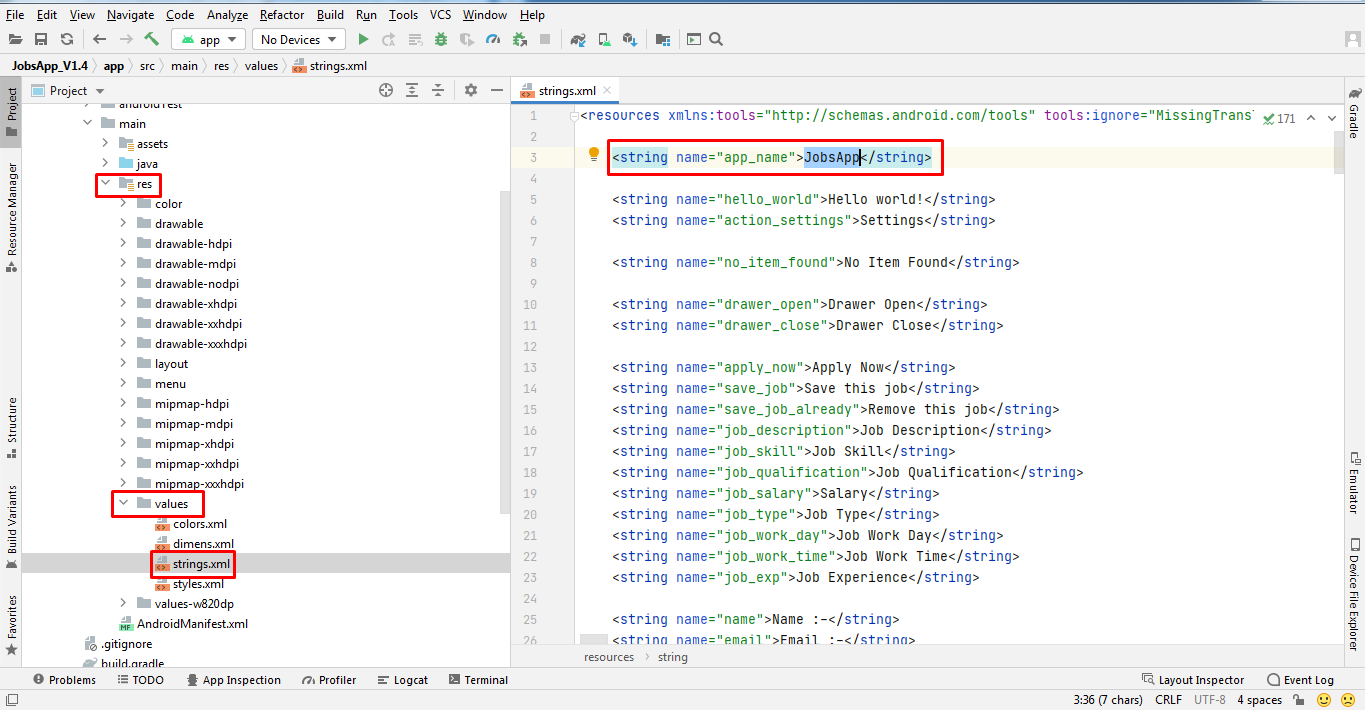 File Edit View Navigate Code Analyze Refactor Build Run Tools VCS Window Help
app No Devices
JobsApp_V1.4 app src main res values strings.xml
Project
strings.xml
Project
Resource Manager
Structure
Build Variants
Favorites
androidTest
main
assets
java
res
color
drawable
drawable-hdpi
drawable-mdpi
drawable-nodpi
drawable-xhdpi
drawable-xxhdpi
drawable-xxxhdpi
layout
menu
mipmap-hdpi
mipmap-mdpi
mipmap-xhdpi
mipmap-xxhdpi
mipmap-xxxhdpi
values
colors.xml
dimens.xml
strings.xml
styles.xml
values-w820dp
MF AndroidManifest.xml
.gitignore
build.gradle
1 <resources xmlns:tools="http://schemas.android.com/tools" tools:ignore="MissingTransl 171
2
3 <string name="app_name">JobsApp</string>
4
5 <string name="hello_world">Hello world!</string>
6 <string name="action_settings">Settings</string>
7
8 <string name="no_item_found">No Item Found</string>
9
10 <string name="drawer_open">Drawer Open</string>
11 <string name="drawer_close">Drawer Close</string>
12
13 <string name="apply_now">Apply Now</string>
14 <string name="save_job">Save this job</string>
15 <string name="save_job_already">Remove this job</string>
16 <string name="job_description">Job Description</string>
17 <string name="job_skill">Job Skill</string>
18 <string name="job_qualification">Job Qualification</string>
19 <string name="job_salary">Salary</string>
20 <string name="job_type">Job Type</string>
21 <string name="job_work_day">Job Work Day</string>
22 <string name="job_work_time">Job Work Time</string>
23 <string name="job_exp">Job Experience</string>
24
25 <string name="name">Name :-</string>
26 <string name="email">Email :-</string>
resources string
Gradle
Emulator
Device File Explorer
Problems TODO App Inspection Profiler Logcat Terminal Layout Inspector Event Log
3:36 (7 chars) CRLF UTF-8 4 spaces